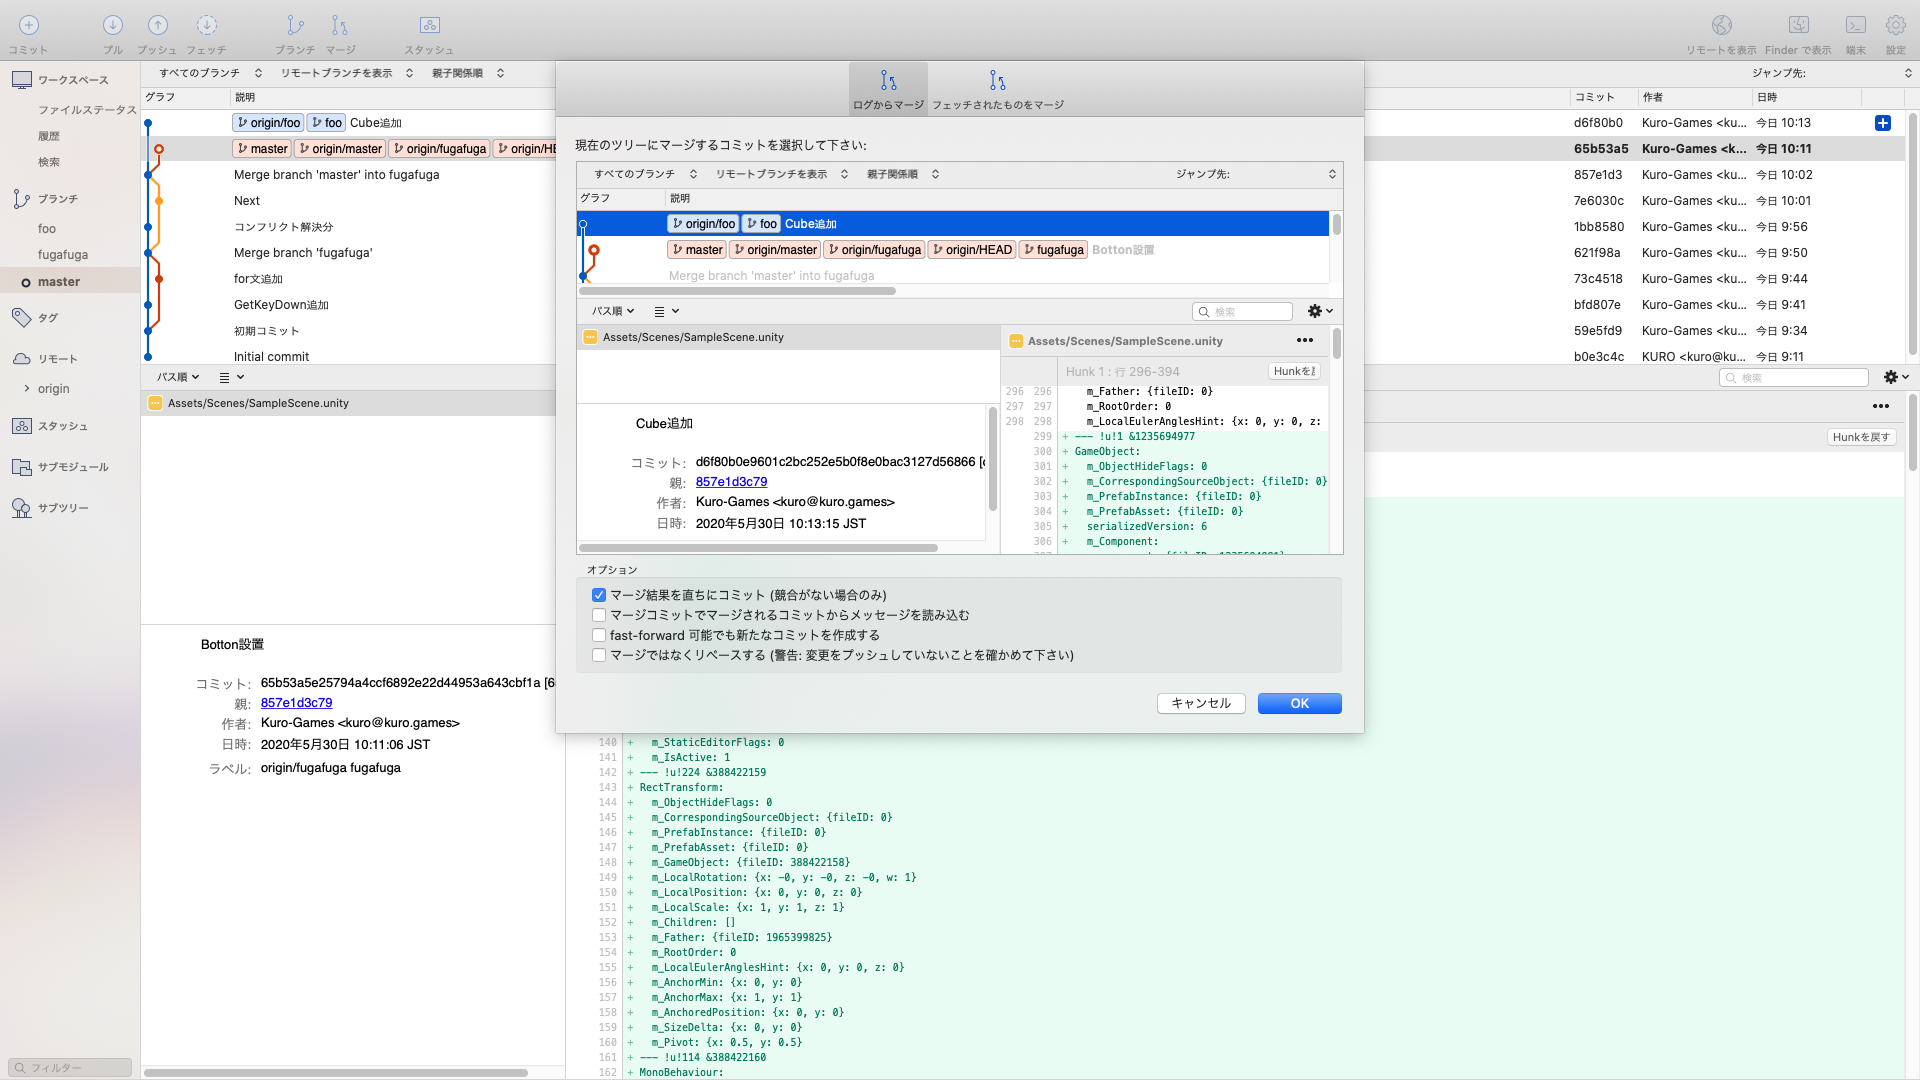 コミット
プル
プッシュ
フェッチ
ブランチ
マージ
スタッシュ
リモートを表示
Finder で表示
端末
設定
ワークスペース
ファイルステータス
履歴
検索
ブランチ
foo
fugafuga
master
タグ
リモート
origin
スタッシュ
サブモジュール
サブツリー
フィルター
すべてのブランチ
リモートブランチを表示
親子関係順
ジャンプ先:
グラフ
説明
コミット
作者
日時
origin/foo foo Cube追加
d6f80b0 Kuro-Games <ku... 今日 10:13
master origin/master origin/fugafuga origin/HE
65b53a5 Kuro-Games <k... 今日 10:11
Merge branch 'master' into fugafuga
857e1d3 Kuro-Games <ku... 今日 10:02
Next
7e6030c Kuro-Games <ku... 今日 10:01
コンフリクト解決分
1bb8580 Kuro-Games <ku... 今日 9:56
Merge branch 'fugafuga'
621f98a Kuro-Games <ku... 今日 9:50
for文追加
73c4518 Kuro-Games <ku... 今日 9:44
GetKeyDown追加
bfd807e Kuro-Games <ku... 今日 9:41
初期コミット
59e5fd9 Kuro-Games <ku... 今日 9:34
Initial commit
b0e3c4c KURO <kuro@ku... 今日 9:11
パス順
検索
Assets/Scenes/SampleScene.unity
Hunkを戻す
Botton設置
コミット: 65b53a5e25794a4ccf6892e22d44953a643cbf1a [6
親: 857e1d3c79
作者: Kuro-Games <kuro@kuro.games>
日時: 2020年5月30日 10:11:06 JST
ラベル: origin/fugafuga fugafuga
ログからマージ
フェッチされたものをマージ
現在のツリーにマージするコミットを選択して下さい:
すべてのブランチ
リモートブランチを表示
親子関係順
ジャンプ先:
グラフ
説明
origin/foo foo Cube追加
master origin/master origin/fugafuga origin/HEAD fugafuga Botton設置
Merge branch 'master' into fugafuga
パス順
検索
Assets/Scenes/SampleScene.unity
Assets/Scenes/SampleScene.unity
Hunk 1 : 行 296-394
Hunkを
Cube追加
コミット: d6f80b0e9601c2bc252e5b0f8e0bac3127d56866 [
親: 857e1d3c79
作者: Kuro-Games <kuro@kuro.games>
日時: 2020年5月30日 10:13:15 JST
296 296 m_Father: {fileID: 0}
297 297 m_RootOrder: 0
298 298 m_LocalEulerAnglesHint: {x: 0, y: 0, z:
299 + --- !u!1 &1235694977
300 + GameObject:
301 + m_ObjectHideFlags: 0
302 + m_CorrespondingSourceObject: {fileID: 0}
303 + m_PrefabInstance: {fileID: 0}
304 + m_PrefabAsset: {fileID: 0}
305 + serializedVersion: 6
306 + m_Component:
オプション
マージ結果を直ちにコミット (競合がない場合のみ)
マージコミットでマージされるコミットからメッセージを読み込む
fast-forward 可能でも新たなコミットを作成する
マージではなくリベースする (警告: 変更をプッシュしていないことを確かめて下さい)
キャンセル
OK
140 + m_StaticEditorFlags: 0
141 + m_IsActive: 1
142 + --- !u!224 &388422159
143 + RectTransform:
144 + m_ObjectHideFlags: 0
145 + m_CorrespondingSourceObject: {fileID: 0}
146 + m_PrefabInstance: {fileID: 0}
147 + m_PrefabAsset: {fileID: 0}
148 + m_GameObject: {fileID: 388422158}
149 + m_LocalRotation: {x: -0, y: -0, z: -0, w: 1}
150 + m_LocalPosition: {x: 0, y: 0, z: 0}
151 + m_LocalScale: {x: 1, y: 1, z: 1}
152 + m_Children: []
153 + m_Father: {fileID: 1965399825}
154 + m_RootOrder: 0
155 + m_LocalEulerAnglesHint: {x: 0, y: 0, z: 0}
156 + m_AnchorMin: {x: 0, y: 0}
157 + m_AnchorMax: {x: 1, y: 1}
158 + m_AnchoredPosition: {x: 0, y: 0}
159 + m_SizeDelta: {x: 0, y: 0}
160 + m_Pivot: {x: 0.5, y: 0.5}
161 + --- !u!114 &388422160
162 + MonoBehaviour: